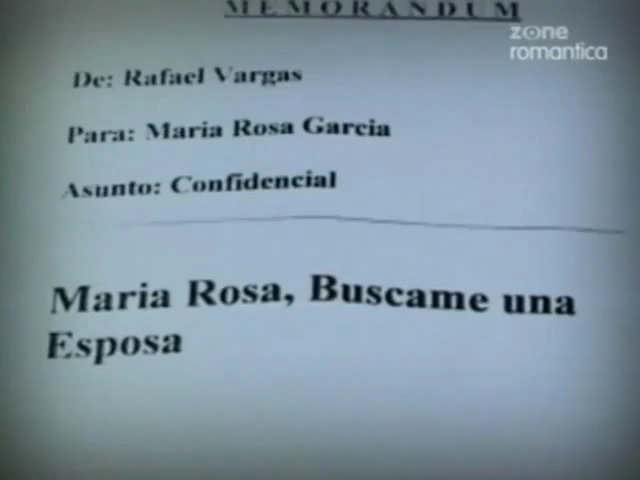 MEMORANDUM
zone
romantica
De: Rafael Vargas
Para: Maria Rosa Garcia
Asunto: Confidencial
Maria Rosa, Buscame una
Esposa